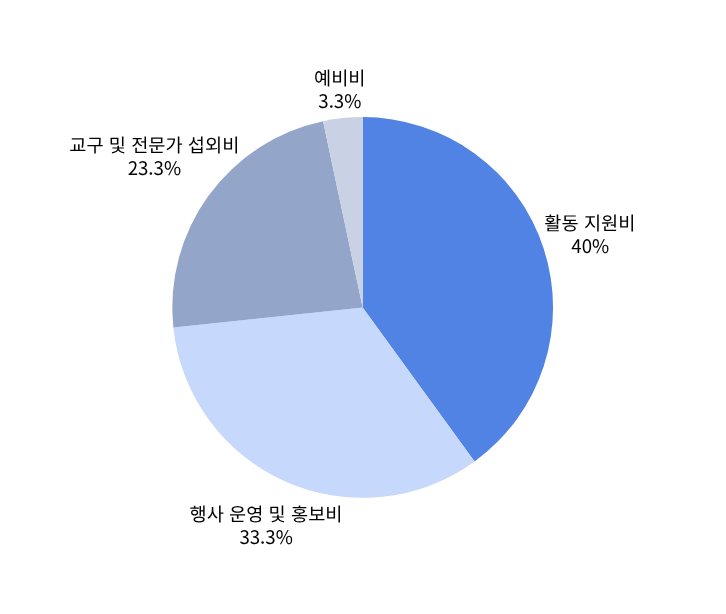 예비비
3.3%
교구 및 전문가 섭외비
23.3%
활동 지원비
40%
행사 운영 및 홍보비
33.3%